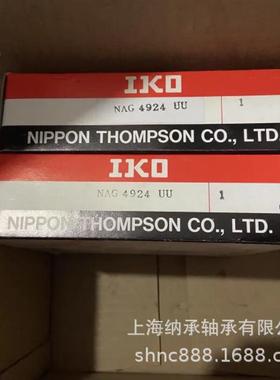 IKO
NAG 4924 UU 1
NIPPON THOMPSON CO., LTD.
IKO
NAG 4924 UU 1
NIPPON THOMPSON CO., LTD.
上海纳承轴承有限公司
shnc888.1688.com